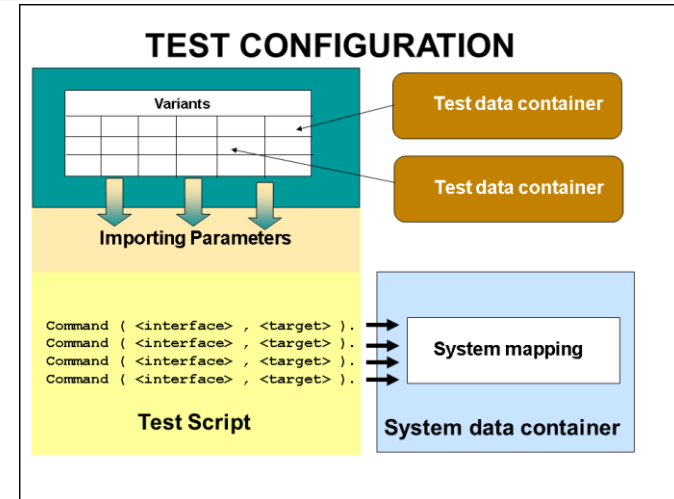 TEST CONFIGURATION
Variants
Test data container
Test data container
Importing Parameters
Command ( <interface> , <target> ).
Command ( <interface> , <target> ).
Command ( <interface> , <target> ).
Command ( <interface> , <target> ).
System mapping
Test Script
System data container